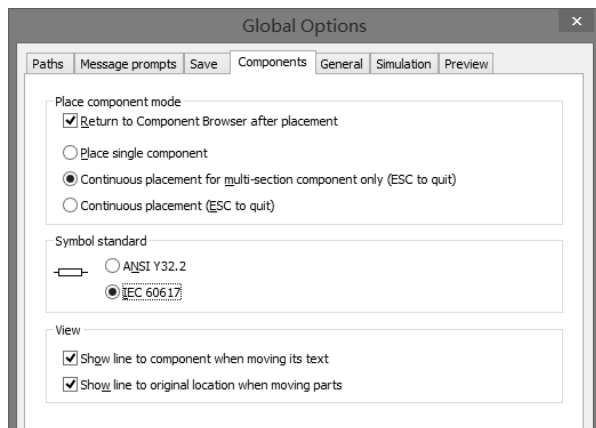 Global Options
Paths Message prompts Save Components General Simulation Preview
Place component mode
Return to Component Browser after placement
Place single component
Continuous placement for multi-section component only (ESC to quit)
Continuous placement (ESC to quit)
Symbol standard
ANSI Y32.2
IEC 60617
View
Show line to component when moving its text
Show line to original location when moving parts